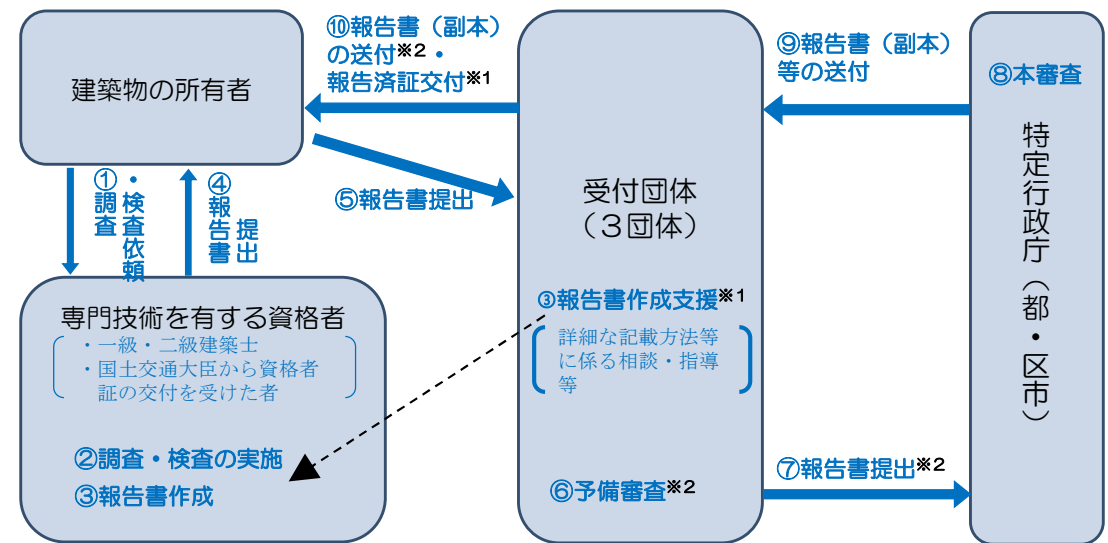 建築物の所有者
⑩報告書（副本）
の送付※2・
報告済証交付※1
⑨報告書（副本）
等の送付
⑧本審査
特定行政庁（都・区市）
①調査
・検査依頼
④報告書
提出
⑤報告書提出
受付団体
（３団体）
③報告書作成支援※1
詳細な記載方法等
に係る相談・指導
等
専門技術を有する資格者
・一級・二級建築士
・国土交通大臣から資格者
証の交付を受けた者
②調査・検査の実施
③報告書作成
⑥予備審査※2
⑦報告書提出※2